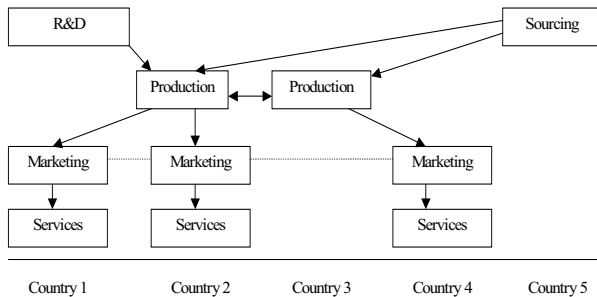 R&D
Sourcing
Production
Production
Marketing
Marketing
Marketing
Services
Services
Services
Country 1
Country 2
Country 3
Country 4
Country 5